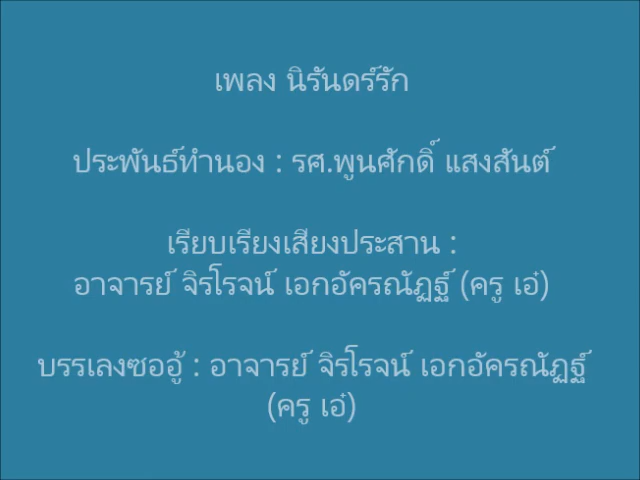 เพลง นิรันดร์รัก
ประพันธ์ทำนอง : รศ.พูนศักดิ์ แสงสันต์
เรียบเรียงเสียงประสาน :
อาจารย์ จิรโรจน์ เอกอัครณัฏฐ์ (ครู เอ๋)
บรรเลงซออู้ : อาจารย์ จิรโรจน์ เอกอัครณัฏฐ์
(ครู เอ๋)